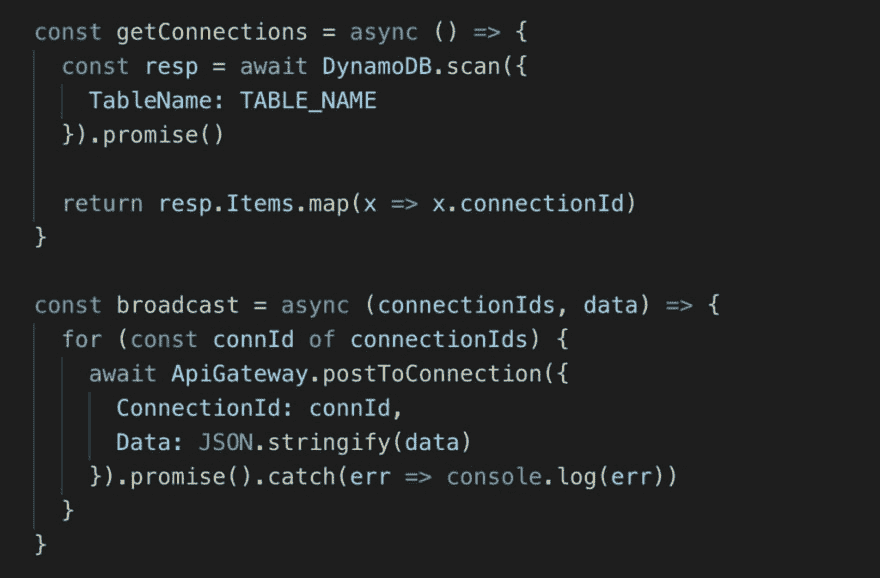 const getConnections = async () => {
  const resp = await DynamoDB.scan({
    TableName: TABLE_NAME
  }).promise()

  return resp.Items.map(x => x.connectionId)
}

const broadcast = async (connectionIds, data) => {
  for (const connId of connectionIds) {
    await ApiGateway.postToConnection({
      ConnectionId: connId,
      Data: JSON.stringify(data)
    }).promise().catch(err => console.log(err))
  }
}